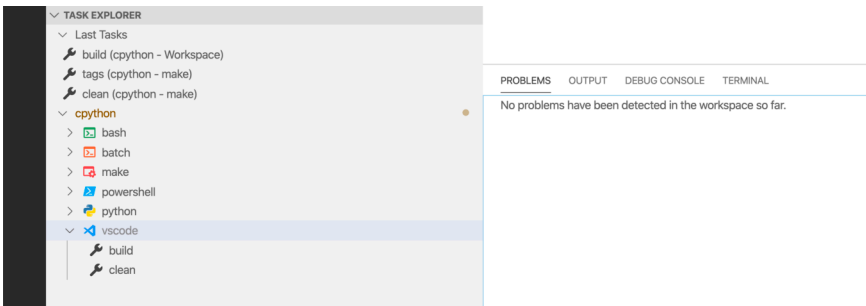 TASK EXPLORER
Last Tasks
build (cpython - Workspace)
tags (cpython - make)
clean (cpython - make)
cpython
bash
batch
make
powershell
python
vscode
build
clean
PROBLEMS OUTPUT DEBUG CONSOLE TERMINAL
No problems have been detected in the workspace so far.